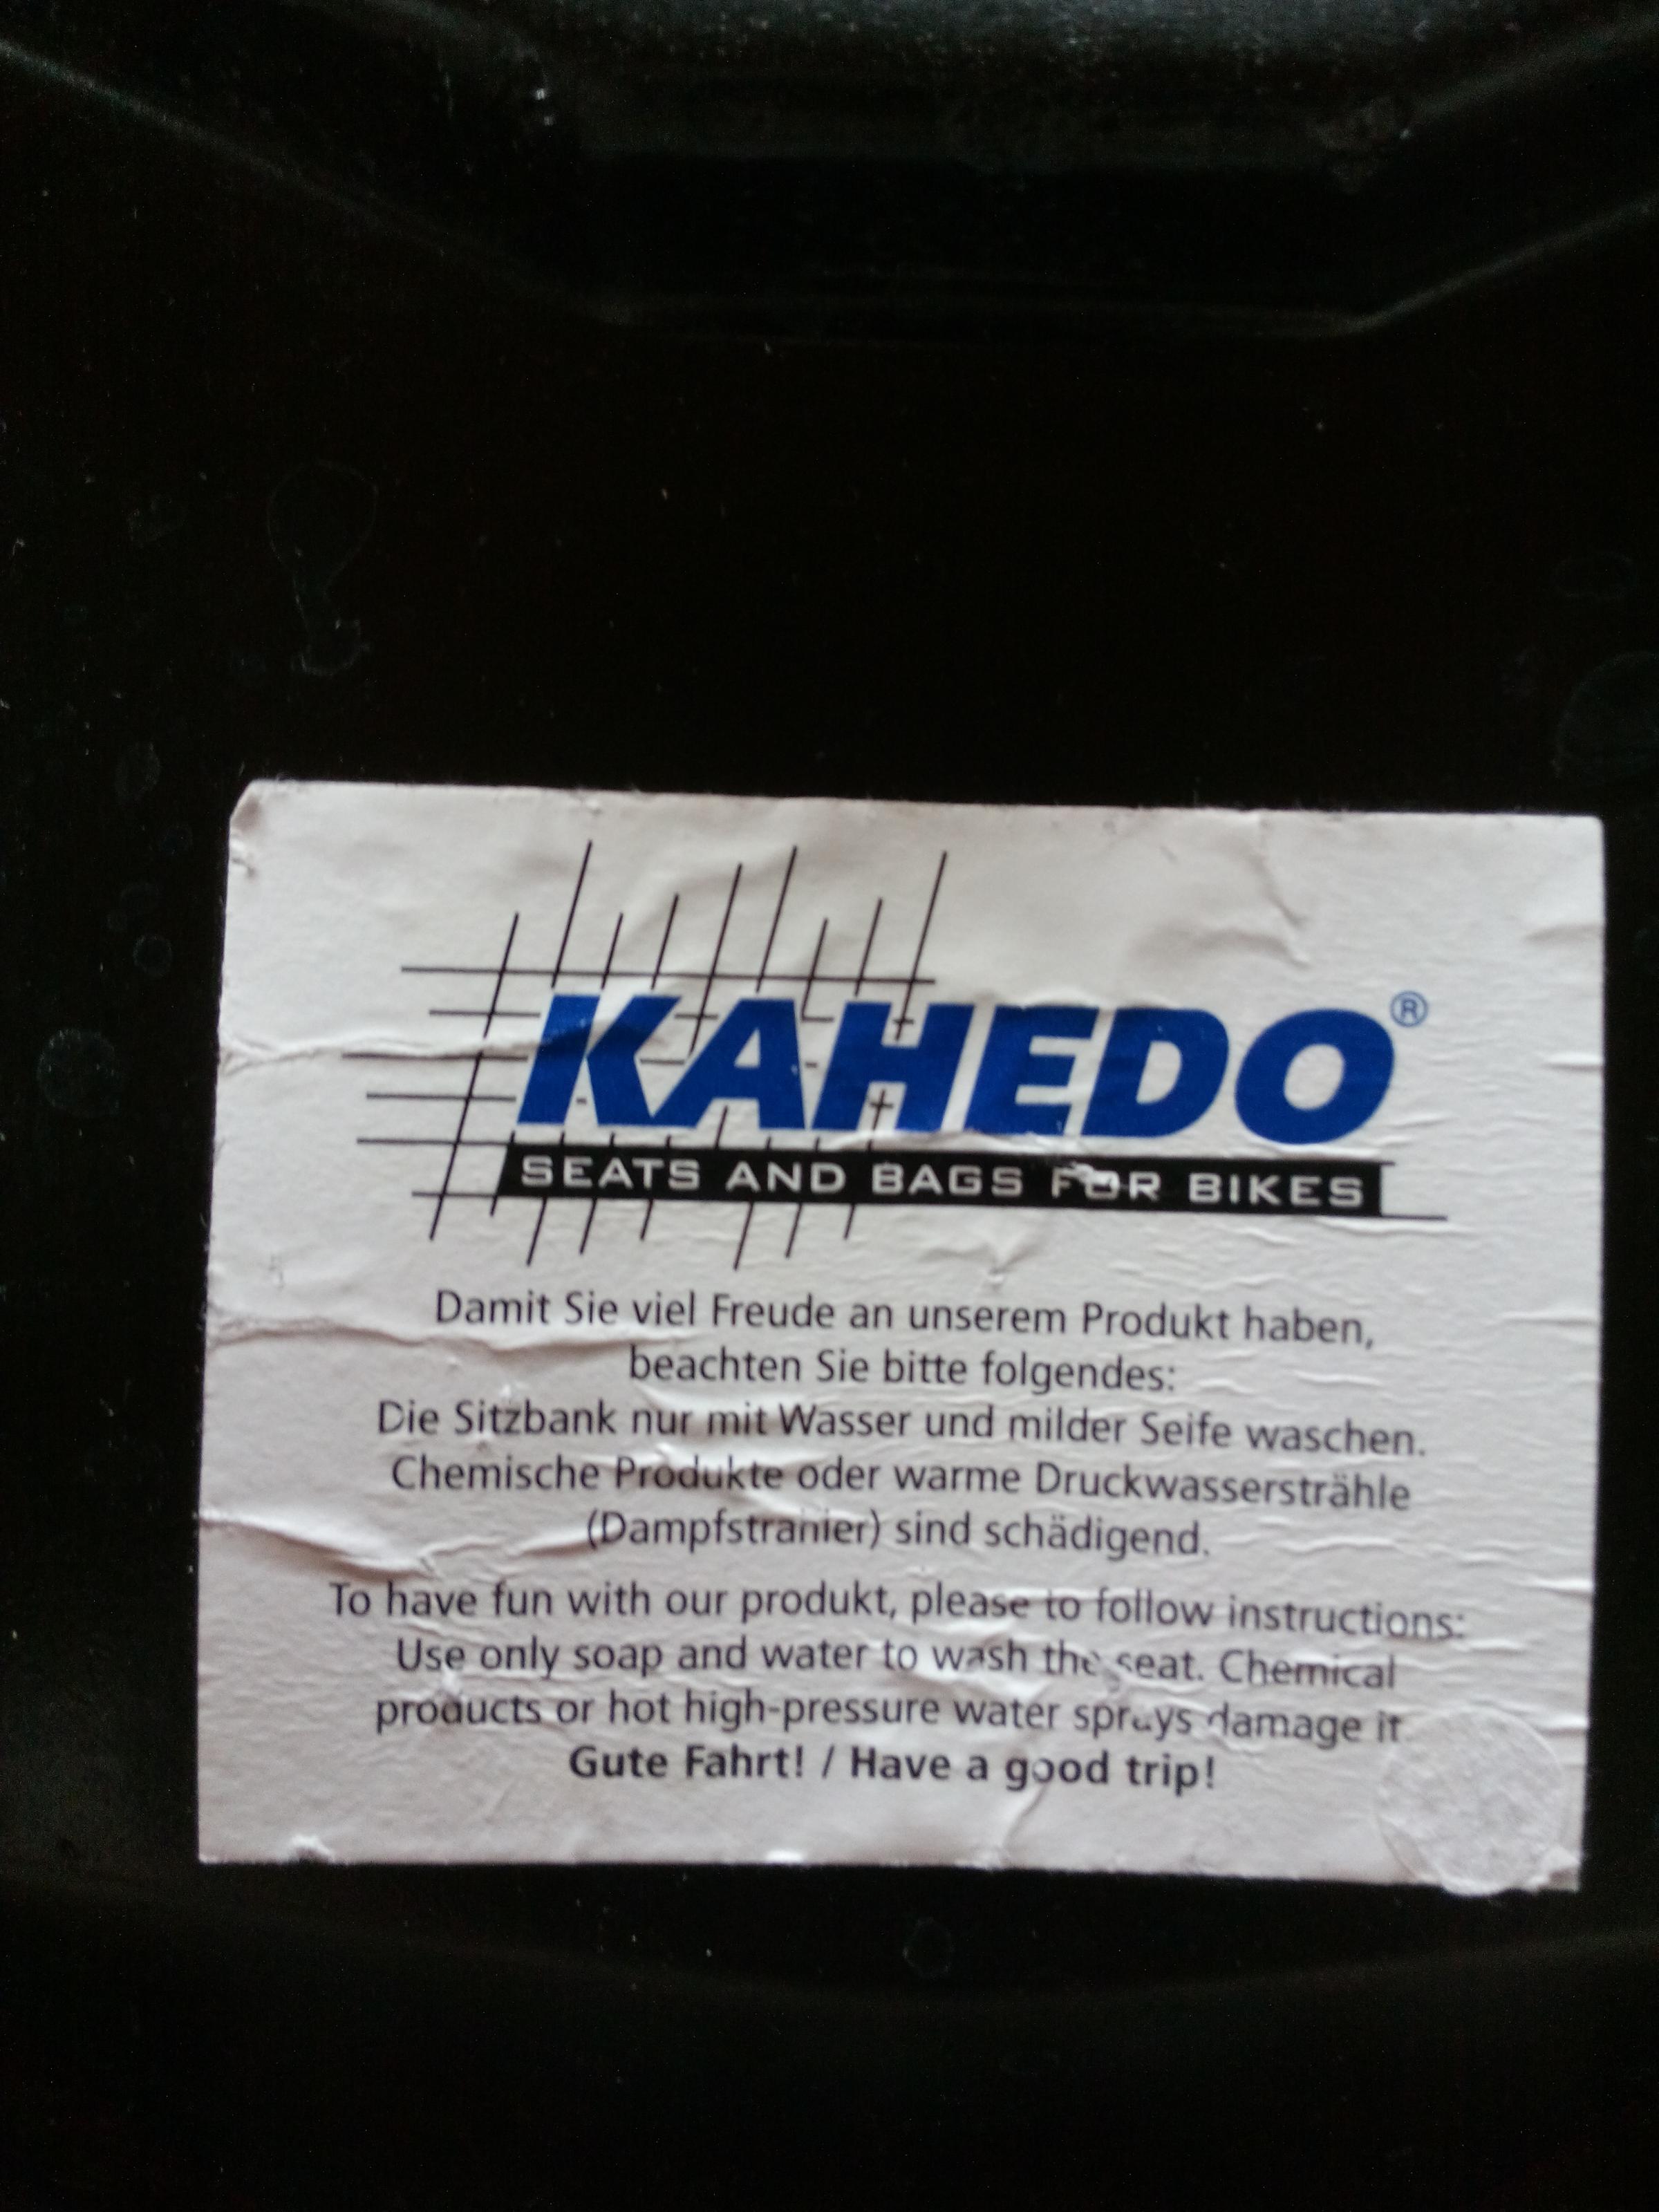 KAHEDO®
SEATS AND BAGS FOR BIKES
Damit Sie viel Freude an unserem Produkt haben,
beachten Sie bitte folgendes:
Die Sitzbank nur mit Wasser und milder Seife waschen.
Chemische Produkte oder warme Druckwassersträhle
(Dampfstrahler) sind schädigend.
To have fun with our produkt, please to follow instructions:
Use only soap and water to wash the seat. Chemical
products or hot high-pressure water sprays damage it
Gute Fahrt! / Have a good trip!